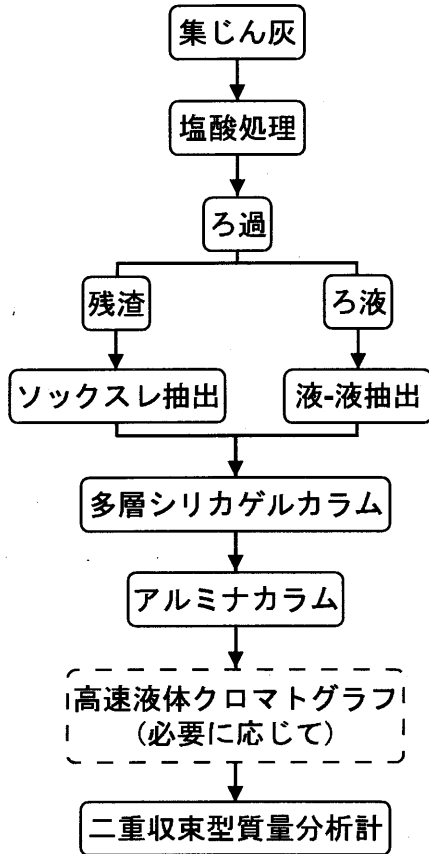 集じん灰
塩酸処理
ろ過
残渣
ろ液
ソックスレ抽出
液-液抽出
多層シリカゲルカラム
アルミナカラム
高速液体クロマトグラフ
(必要に応じて)
二重収束型質量分析計